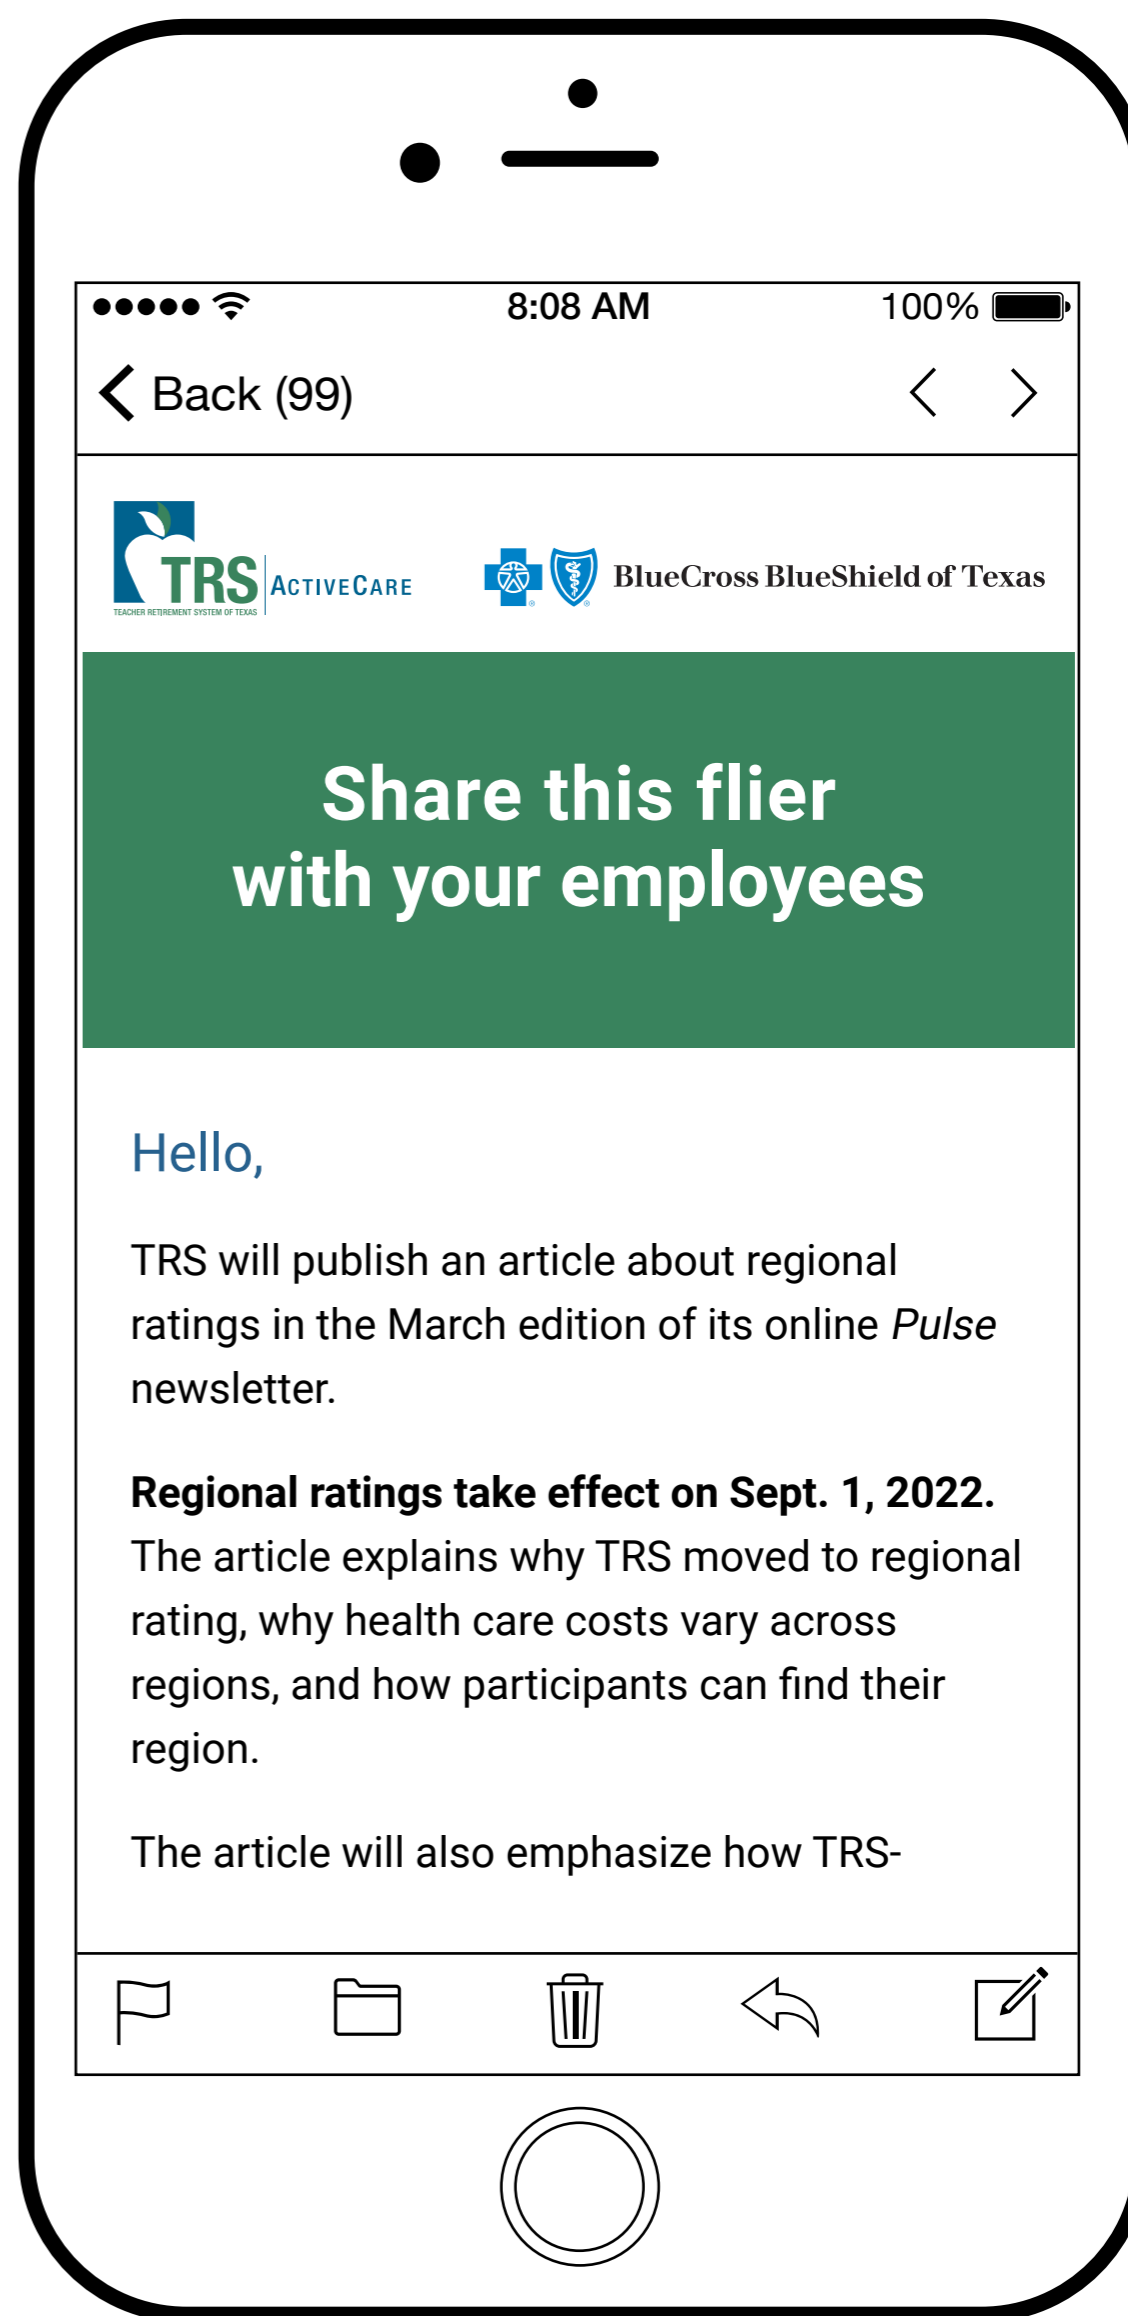 8:08 AM
100%
Back (99)
TRS
ACTIVECARE
TEACHER RETIREMENT SYSTEM OF TEXAS
BlueCross BlueShield of Texas
Share this flier
with your employees
Hello,
TRS will publish an article about regional
ratings in the March edition of its online Pulse
newsletter.
Regional ratings take effect on Sept. 1, 2022.
The article explains why TRS moved to regional
rating, why health care costs vary across
regions, and how participants can find their
region.
The article will also emphasize how TRS-